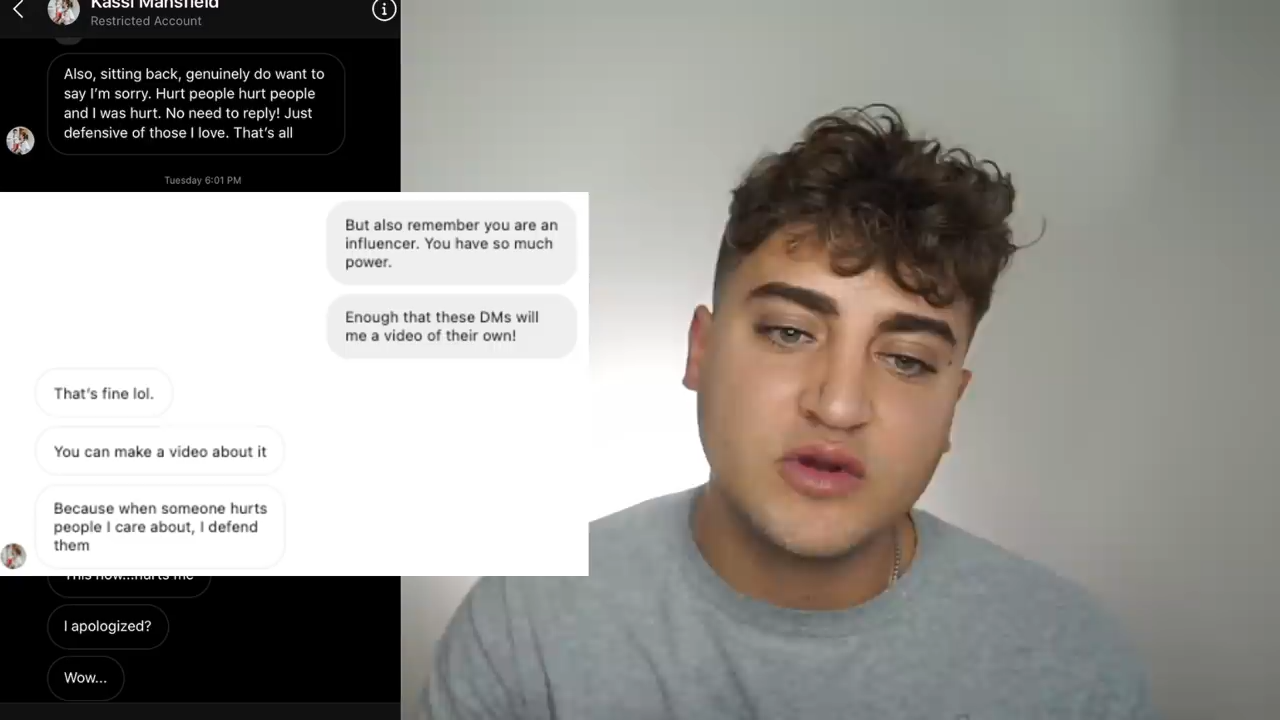 Kassi Mansfield
Restricted Account
Also, sitting back, genuinely do want to
say I'm sorry. Hurt people hurt people
and I was hurt. No need to reply! Just
defensive of those I love. That's all
Tuesday 6:01 PM
But also remember you are an
influencer. You have so much
power.
Enough that these DMs will
me a video of their own!
That's fine lol.
You can make a video about it
Because when someone hurts
people I care about, I defend
them
This now...hurts me
I apologized?
Wow...